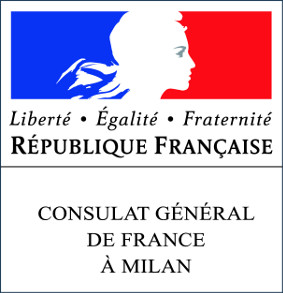 Liberté • Égalité • Fraternité
RÉPUBLIQUE FRANÇAISE
CONSULAT GÉNÉRAL
DE FRANCE
À MILAN